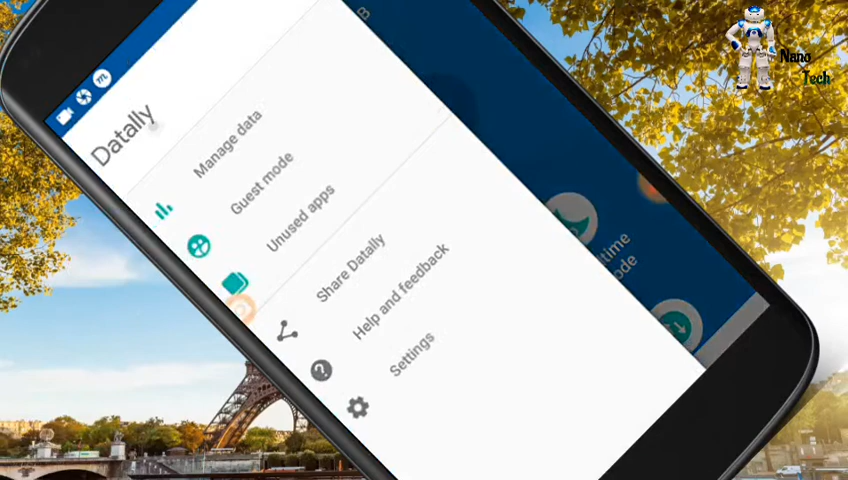 Nano
Tech
Datally
Manage data
Guest mode
Unused apps
Share Datally
Help and feedback
Settings
B